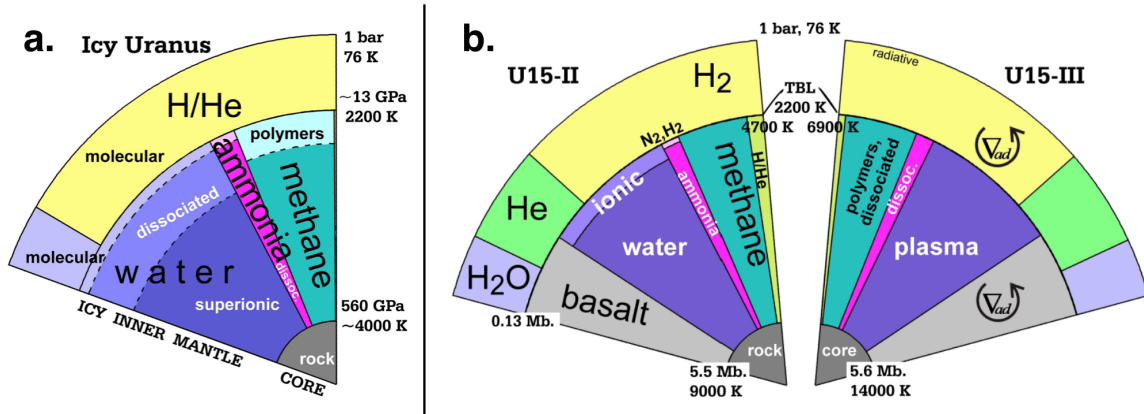 a.
Icy Uranus
1 bar
76 K
~13 GPa
2200 K
H/He
molecular
polymers
ammonia
methane
dissociated
molecular
water
dissoc.
superionic
560 GPa
~4000 K
rock
ICY INNER MANTLE
CORE
b.
1 bar, 76 K
U15-II
H₂
TBL
2200 K
4700 K
6900 K
N₂,H₂
H/He
He
ionic
ammonia
methane
water
H₂O
basalt
0.13 Mb.
rock
5.5 Mb.
9000 K
radiative
U15-III
∇ad
polymers,
dissociated
dissoc.
plasma
∇ad
core
5.6 Mb.
14000 K